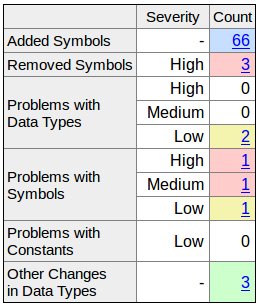 Severity Count
Added Symbols - 66
Removed Symbols High 3
Problems with
Data Types
High 0
Medium 0
Low 2
Problems with
Symbols
High 1
Medium 1
Low 1
Problems with
Constants
Low 0
Other Changes
in Data Types
- 3